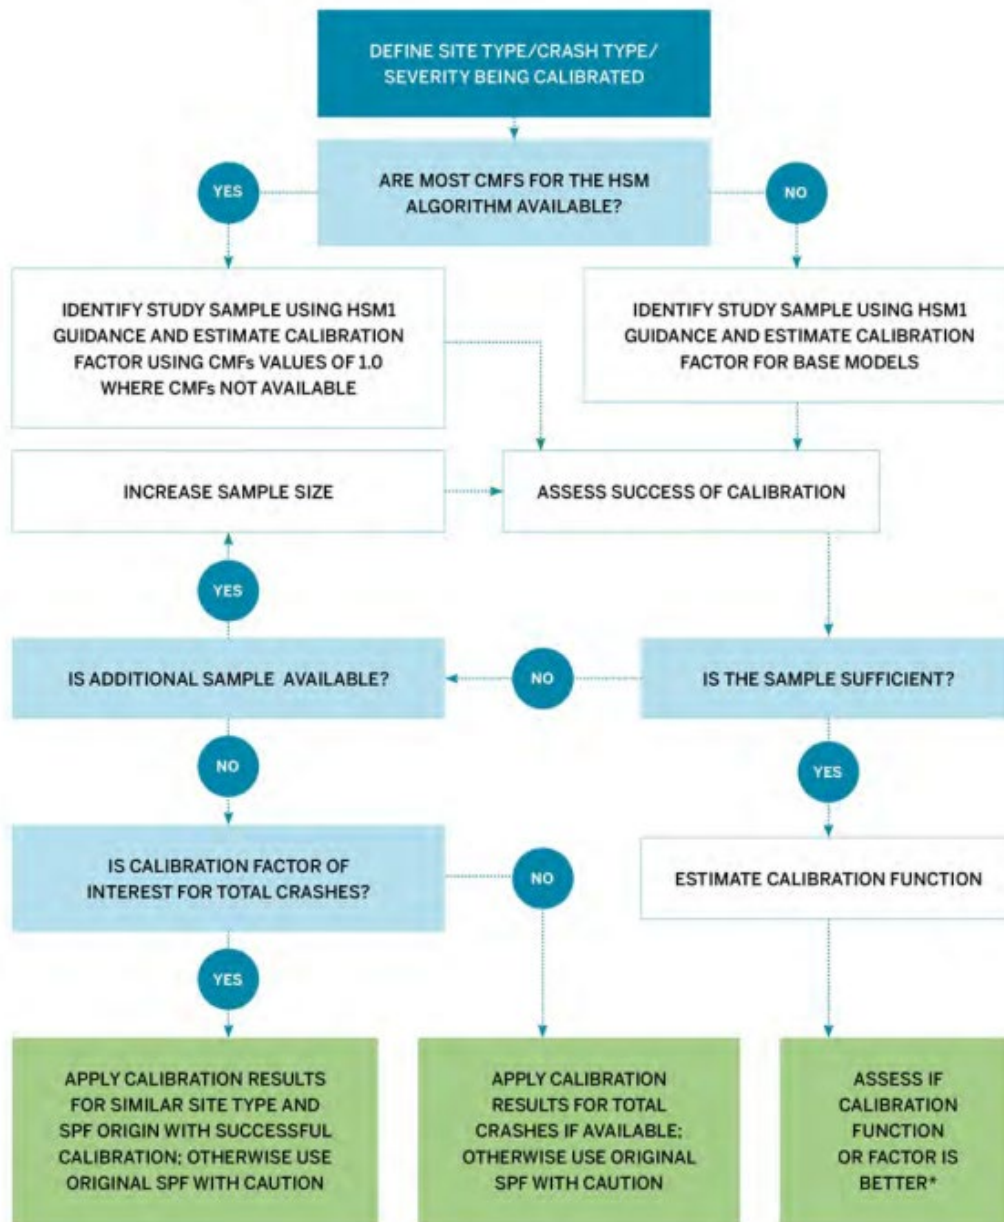 DEFINE SITE TYPE/CRASH TYPE/
SEVERITY BEING CALIBRATED
ARE MOST CMFS FOR THE HSM
ALGORITHM AVAILABLE?
YES
NO
IDENTIFY STUDY SAMPLE USING HSM1
GUIDANCE AND ESTIMATE CALIBRATION
FACTOR USING CMFs VALUES OF 1.0
WHERE CMFs NOT AVAILABLE
IDENTIFY STUDY SAMPLE USING HSM1
GUIDANCE AND ESTIMATE CALIBRATION
FACTOR FOR BASE MODELS
INCREASE SAMPLE SIZE
ASSESS SUCCESS OF CALIBRATION
YES
IS ADDITIONAL SAMPLE AVAILABLE?
NO
IS THE SAMPLE SUFFICIENT?
NO
YES
IS CALIBRATION FACTOR OF
INTEREST FOR TOTAL CRASHES?
NO
ESTIMATE CALIBRATION FUNCTION
YES
APPLY CALIBRATION RESULTS
FOR SIMILAR SITE TYPE AND
SPF ORIGIN WITH SUCCESSFUL
CALIBRATION; OTHERWISE USE
ORIGINAL SPF WITH CAUTION
APPLY CALIBRATION
RESULTS FOR TOTAL
CRASHES IF AVAILABLE;
OTHERWISE USE ORIGINAL
SPF WITH CAUTION
ASSESS IF
CALIBRATION
FUNCTION
OR FACTOR IS
BETTER*